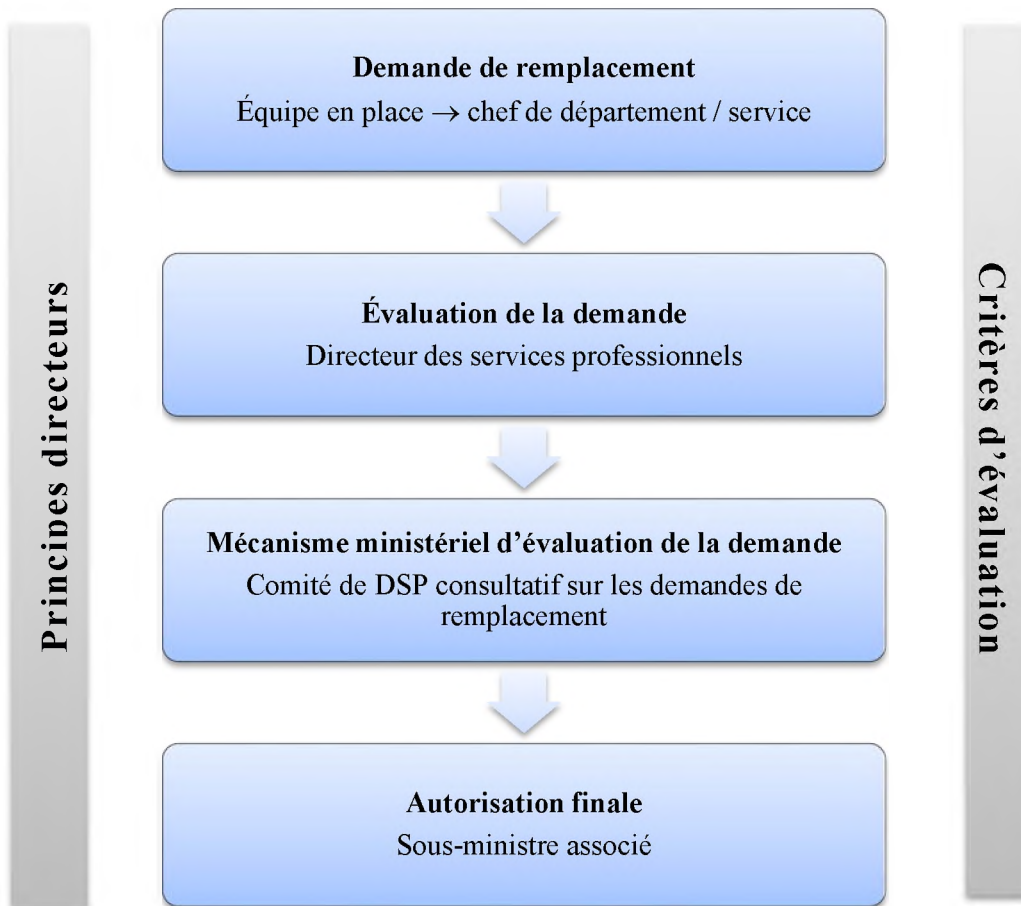 Principes directeurs
Demande de remplacement
Équipe en place → chef de département / service
Évaluation de la demande
Directeur des services professionnels
Mécanisme ministériel d'évaluation de la demande
Comité de DSP consultatif sur les demandes de
remplacement
Autorisation finale
Sous-ministre associé
Critères d'évaluation